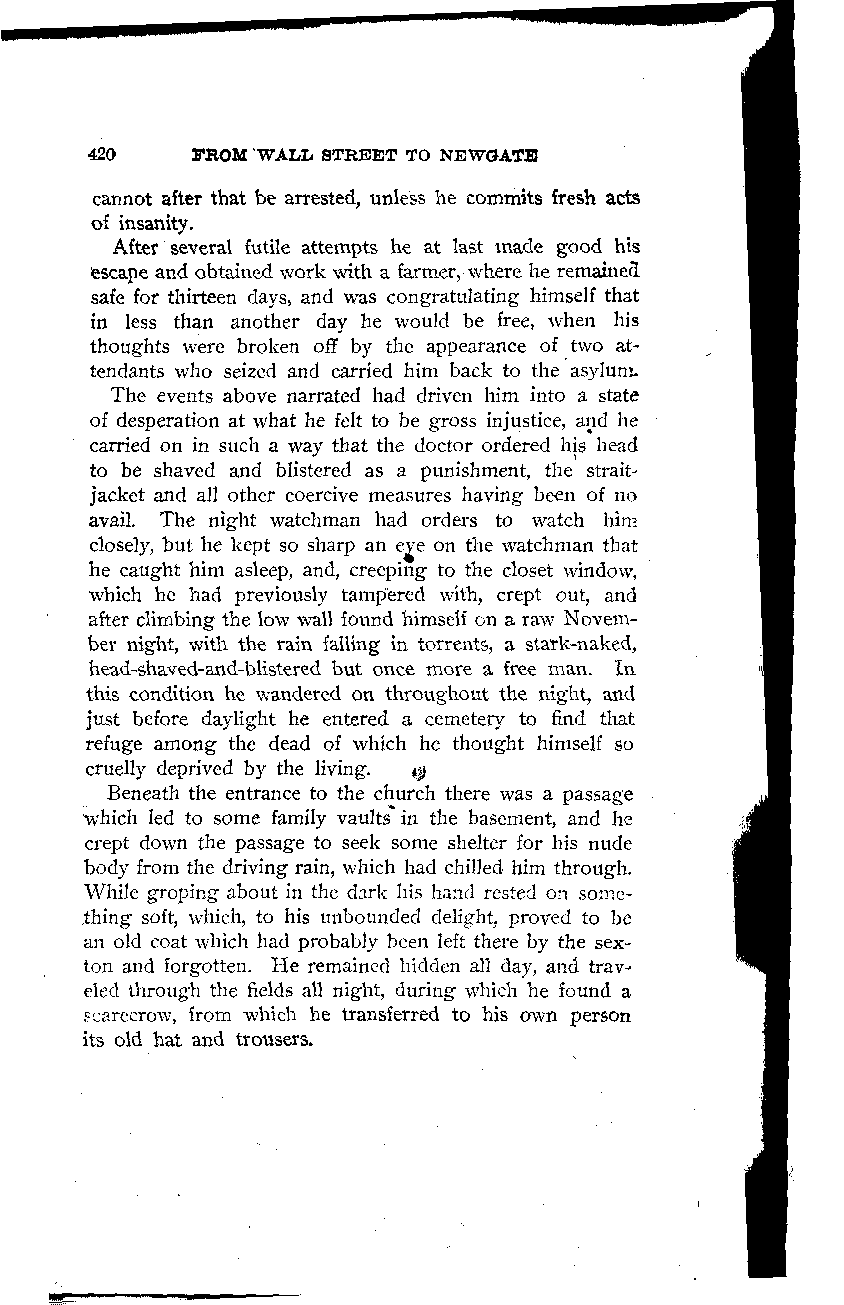 420 FROM WALL STREET TO NEWGATE
cannot after that be arrested, unless he commits fresh acts
of insanity.
After several futile attempts he at last made good his
escape and obtained work with a farmer, where he remained
safe for thirteen days, and was congratulating himself that
in less than another day he would be free, when his
thoughts were broken off by the appearance of two at-
tendants who seized and carried him back to the asylum.
The events above narrated had driven him into a state
of desperation at what he felt to be gross injustice, and he
carried on in such a way that the doctor ordered his head
to be shaved and blistered as a punishment, the strait-
jacket and all other coercive measures having been of no
avail. The night watchman had orders to watch him
closely, but he kept so sharp an eye on the watchman that
he caught him asleep, and, creeping to the closet window,
which he had previously tampered with, crept out, and
after climbing the low wall found himself on a raw Novem-
ber night, with the rain falling in torrents, a stark-naked,
head-shaved-and-blistered but once more a free man. In
this condition he wandered on throughout the night, and
just before daylight he entered a cemetery to find that
refuge among the dead of which he thought himself so
cruelly deprived by the living.
Beneath the entrance to the church there was a passage
which led to some family vaults in the basement, and he
crept down the passage to seek some shelter for his nude
body from the driving rain, which had chilled him through.
While groping about in the dark his hand rested on some-
thing soft, which, to his unbounded delight, proved to be
an old coat which had probably been left there by the sex-
ton and forgotten. He remained hidden all day, and trav-
eled through the fields all night, during which he found a
scarecrow, from which he transferred to his own person
its old hat and trousers.